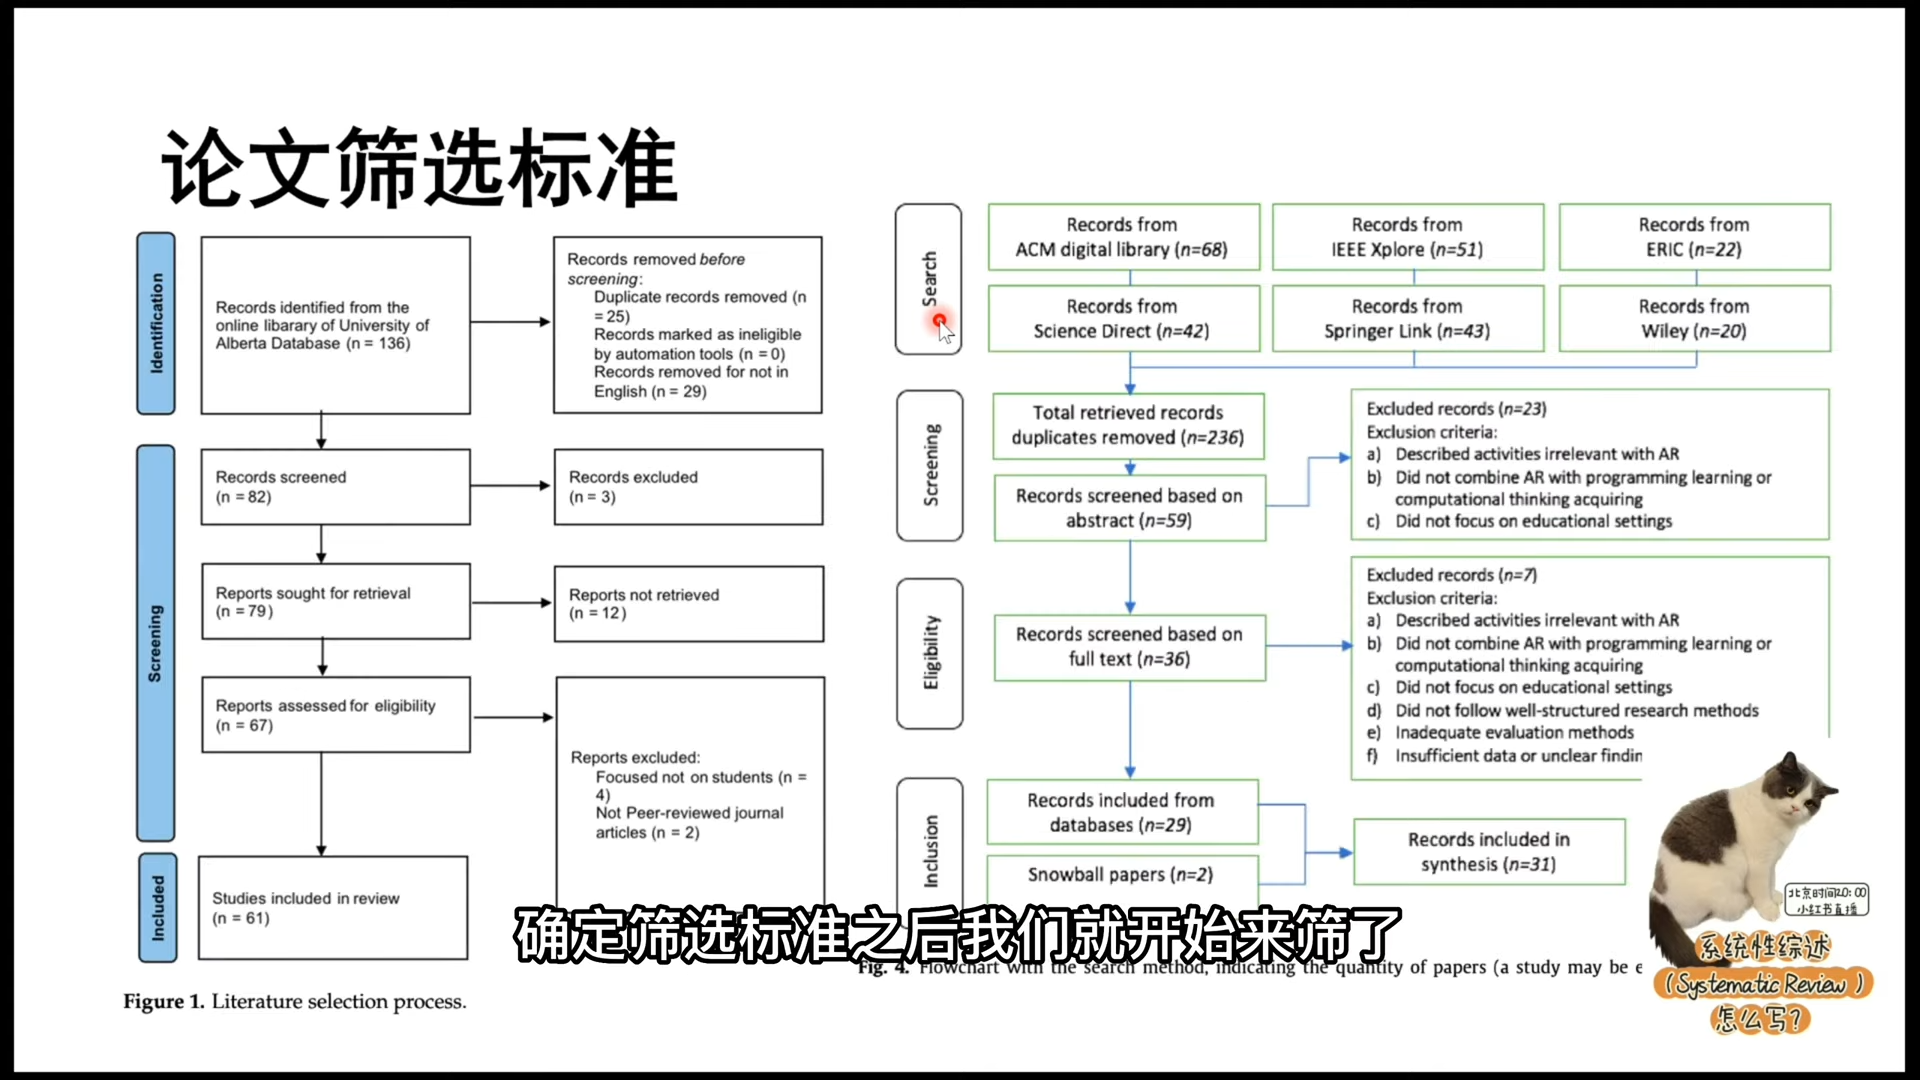 论文筛选标准
Identification
Records identified from the
online libarary of University of
Alberta Database (n = 136)
Records removed before
screening:
Duplicate records removed (n
= 25)
Records marked as ineligible
by automation tools (n = 0)
Records removed for not in
English (n = 29)
Screening
Records screened
(n = 82)
Records excluded
(n = 3)
Reports sought for retrieval
(n = 79)
Reports not retrieved
(n = 12)
Reports assessed for eligibility
(n = 67)
Reports excluded:
Focused not on students (n =
4)
Not Peer-reviewed journal
articles (n = 2)
Included
Studies included in review
(n = 61)
Figure 1. Literature selection process.
Search
Records from
ACM digital library (n=68)
Records from
IEEE Xplore (n=51)
Records from
ERIC (n=22)
Records from
Science Direct (n=42)
Records from
Springer Link (n=43)
Records from
Wiley (n=20)
Screening
Total retrieved records
duplicates removed (n=236)
Records screened based on
abstract (n=59)
Excluded records (n=23)
Exclusion criteria:
a) Described activities irrelevant with AR
b) Did not combine AR with programming learning or
computational thinking acquiring
c) Did not focus on educational settings
Eligibility
Records screened based on
full text (n=36)
Excluded records (n=7)
Exclusion criteria:
a) Described activities irrelevant with AR
b) Did not combine AR with programming learning or
computational thinking acquiring
c) Did not focus on educational settings
d) Did not follow well-structured research methods
e) Inadequate evaluation methods
f) Insufficient data or unclear findin
Inclusion
Records included from
databases (n=29)
Snowball papers (n=2)
Records included in
synthesis (n=31)
Fig. 4. Flowchart with the search method, indicating the quantity of papers (a study may be e
确定筛选标准之后我们就开始来筛了
北京时间20:00
小红书直播
系统性综述
(Systematic Review)
怎么写?